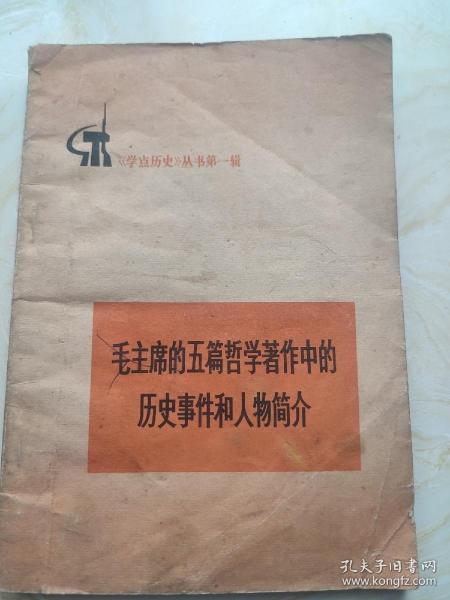 《学点历史》丛书第一辑
毛主席的五篇哲学著作中的
历史事件和人物简介
孔夫子旧书网
www.kongfz.com